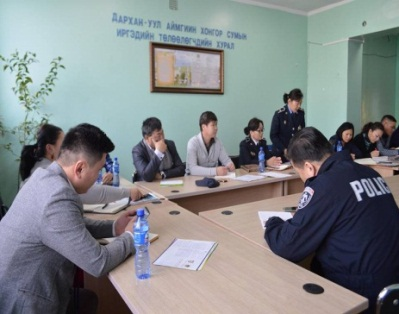 ДАРХАН-УУЛ АЙМГИЙН ХОНГОР СУМЫН
ИРГЭДИЙН ТӨЛӨӨЛӨГЧДИЙН ХУРАЛ
POLICE